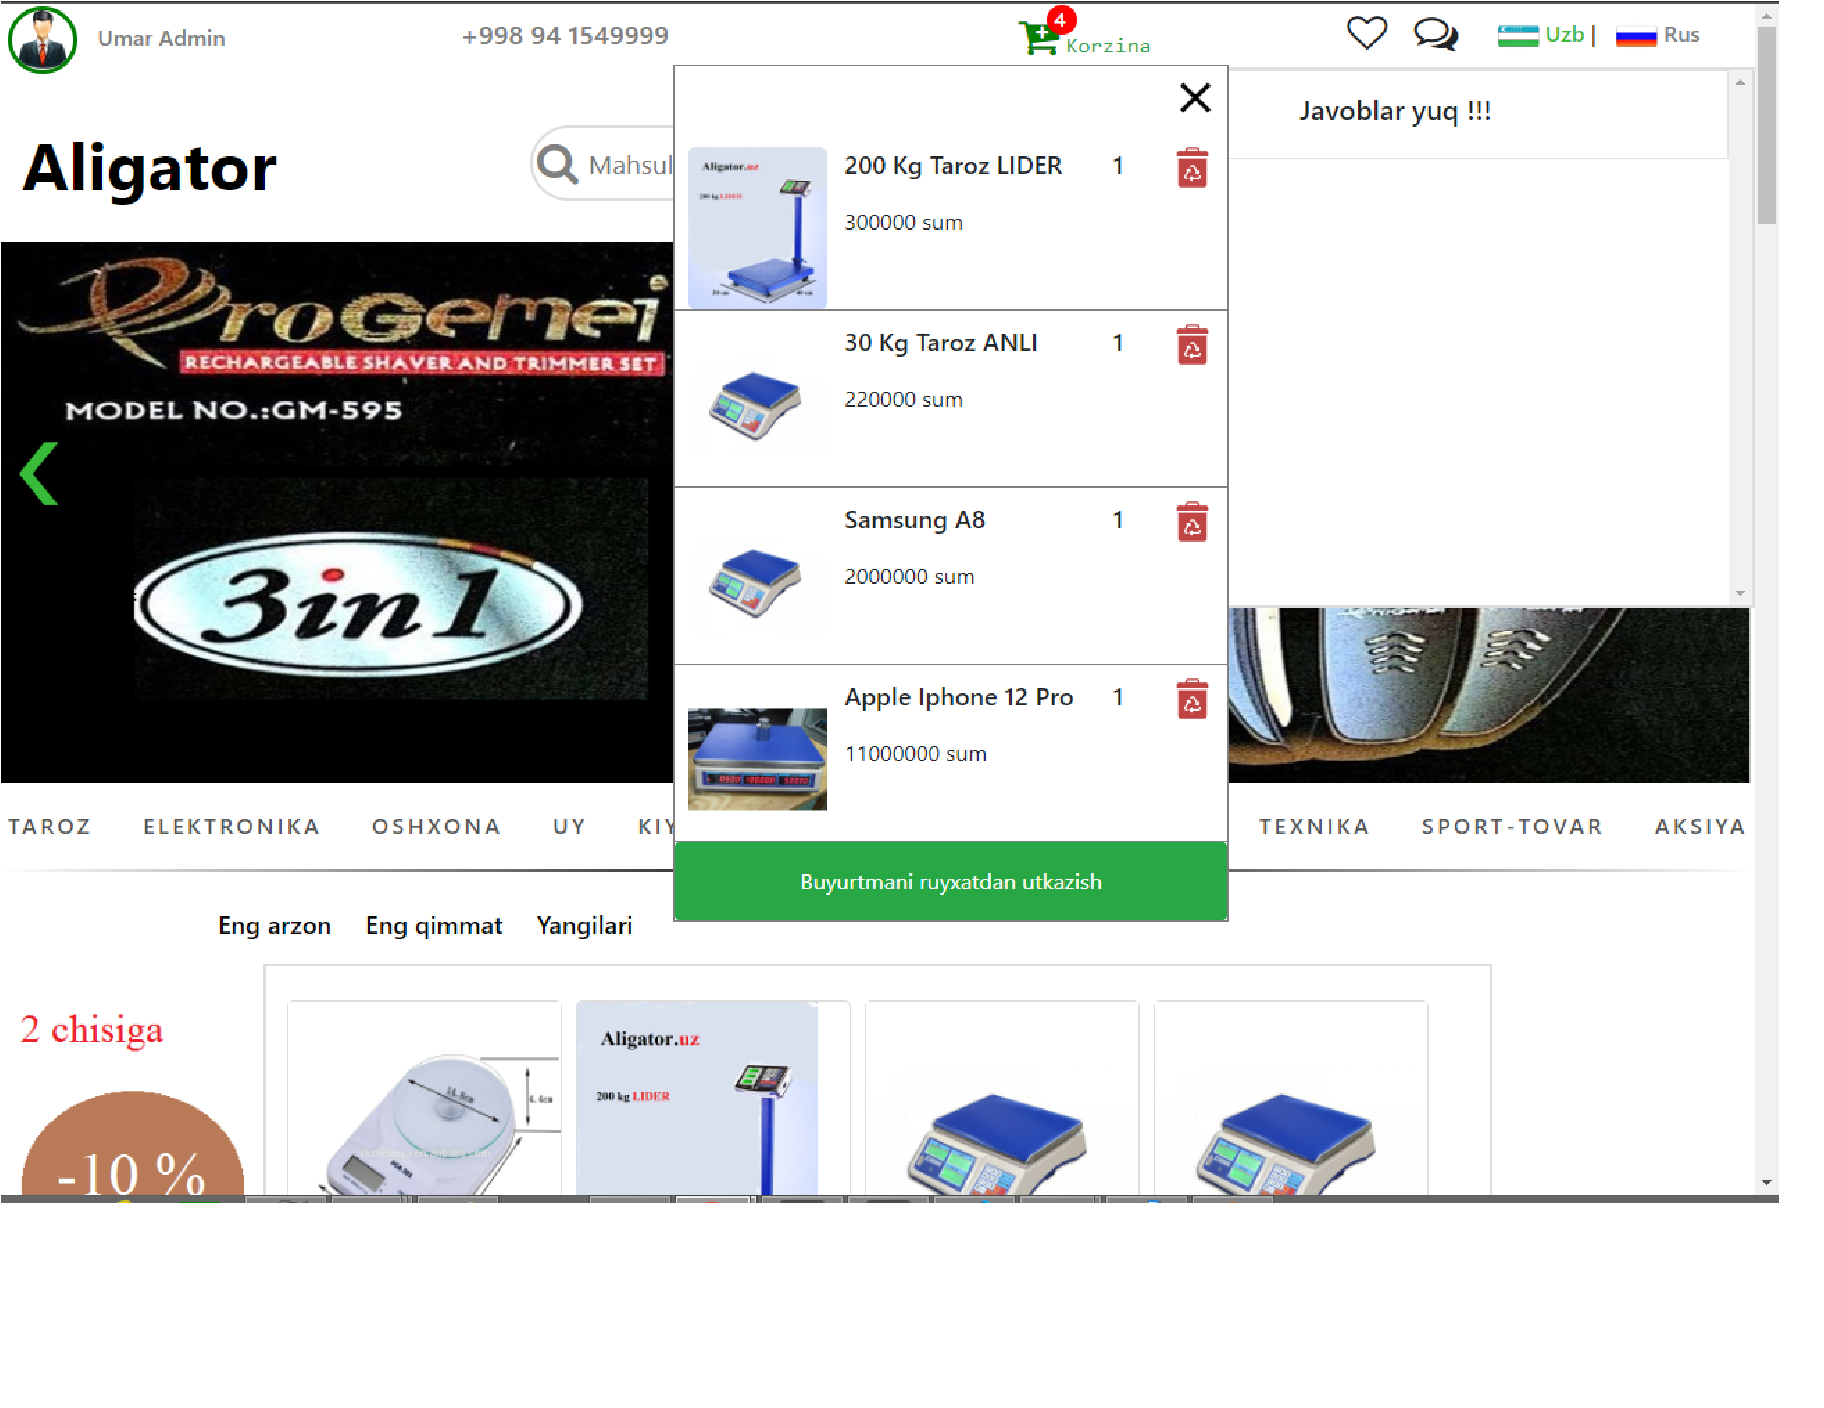 Umar Admin
+998 94 1549999
4
Korzina
Uzb |
Rus
Javoblar yuq !!!
Aligator
Mahsul
Aligator.uz
200 kg LIDER
200 Kg Taroz LIDER
1
300000 sum
30 Kg Taroz ANLI
1
220000 sum
Samsung A8
1
2000000 sum
Apple Iphone 12 Pro
1
11000000 sum
Buyurtmani ruyxatdan utkazish
ProGemei
RECHARGEABLE SHAVER AND TRIMMER SET
MODEL NO.:GM-595
3in1
TAROZ
ELEKTRONIKA
OSHXONA
UY
KIY
TEXNIKA
SPORT-TOVAR
AKSIYA
Eng arzon
Eng qimmat
Yangilari
2 chisiga
-10 %
Aligator.uz
200 kg LIDER